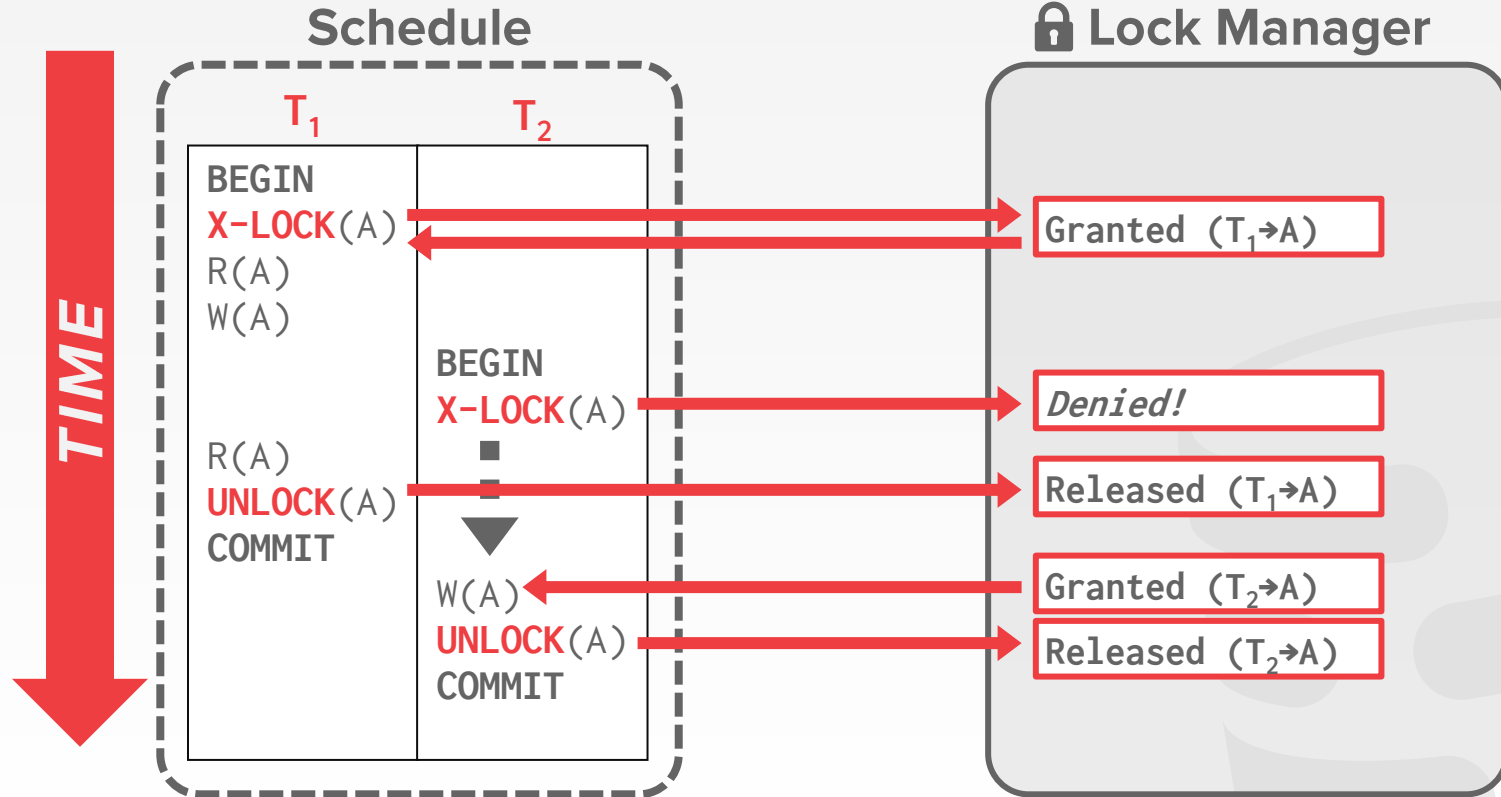 Schedule
Lock Manager
TIME
T₁
T₂
BEGIN
X-LOCK(A)
R(A)
W(A)
BEGIN
X-LOCK(A)
R(A)
UNLOCK(A)
COMMIT
W(A)
UNLOCK(A)
COMMIT
Granted (T₁→A)
Denied!
Released (T₁→A)
Granted (T₂→A)
Released (T₂→A)